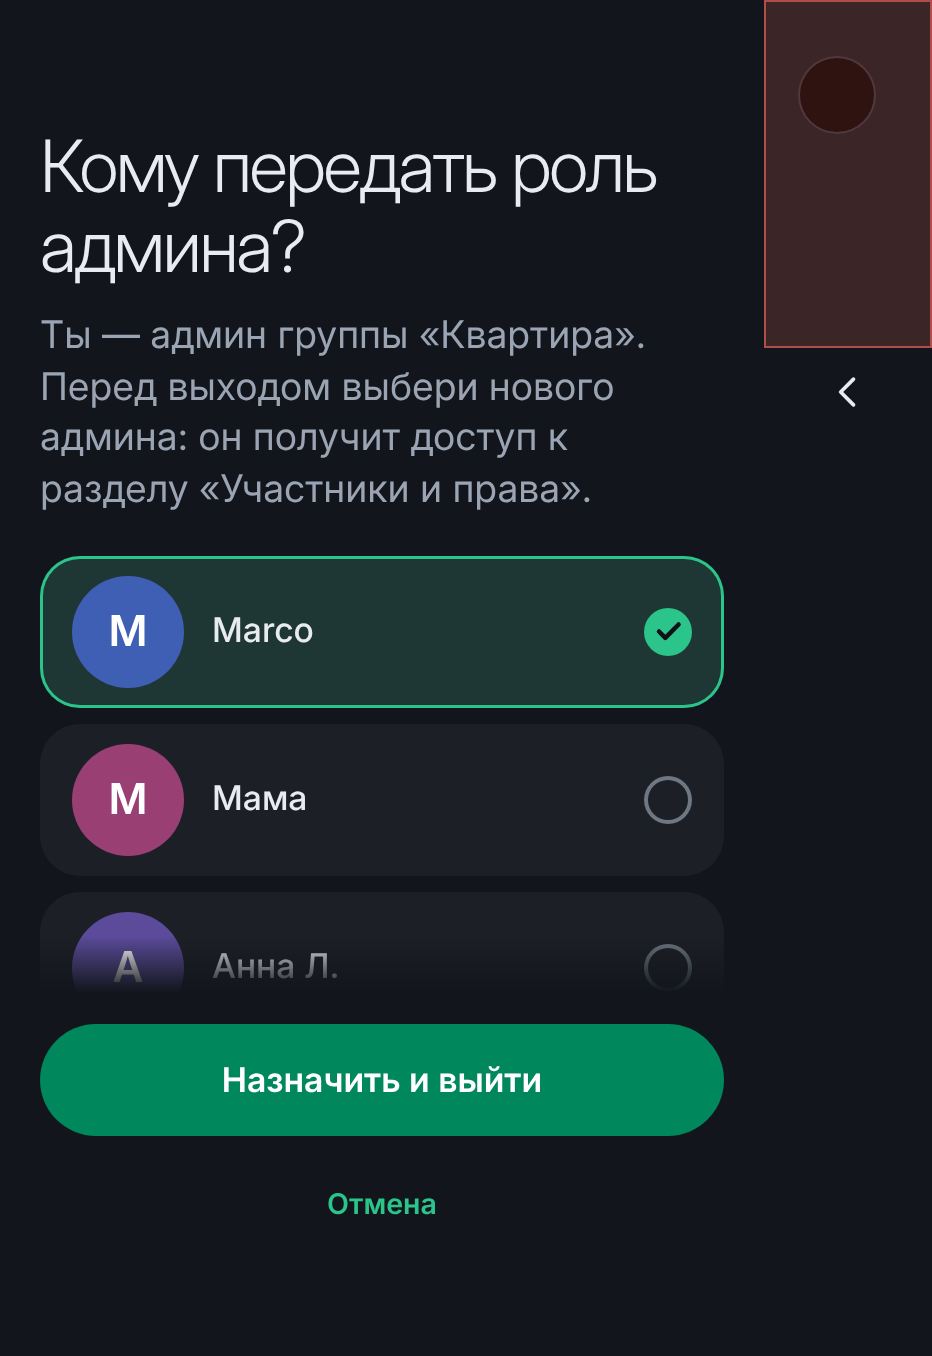 Кому передать роль
админа?
Ты — админ группы «Квартира».
Перед выходом выбери нового
админа: он получит доступ к
разделу «Участники и права».
M Marco
М Мама
А Анна Л.
Назначить и выйти
Отмена